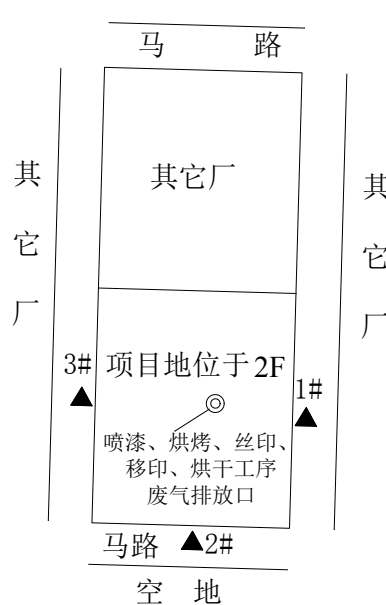 马 路
其它厂
其它厂
其它厂
项目地位于2F
3#
1#
喷漆、烘烤、丝印、
移印、烘干工序
废气排放口
马路
2#
空 地